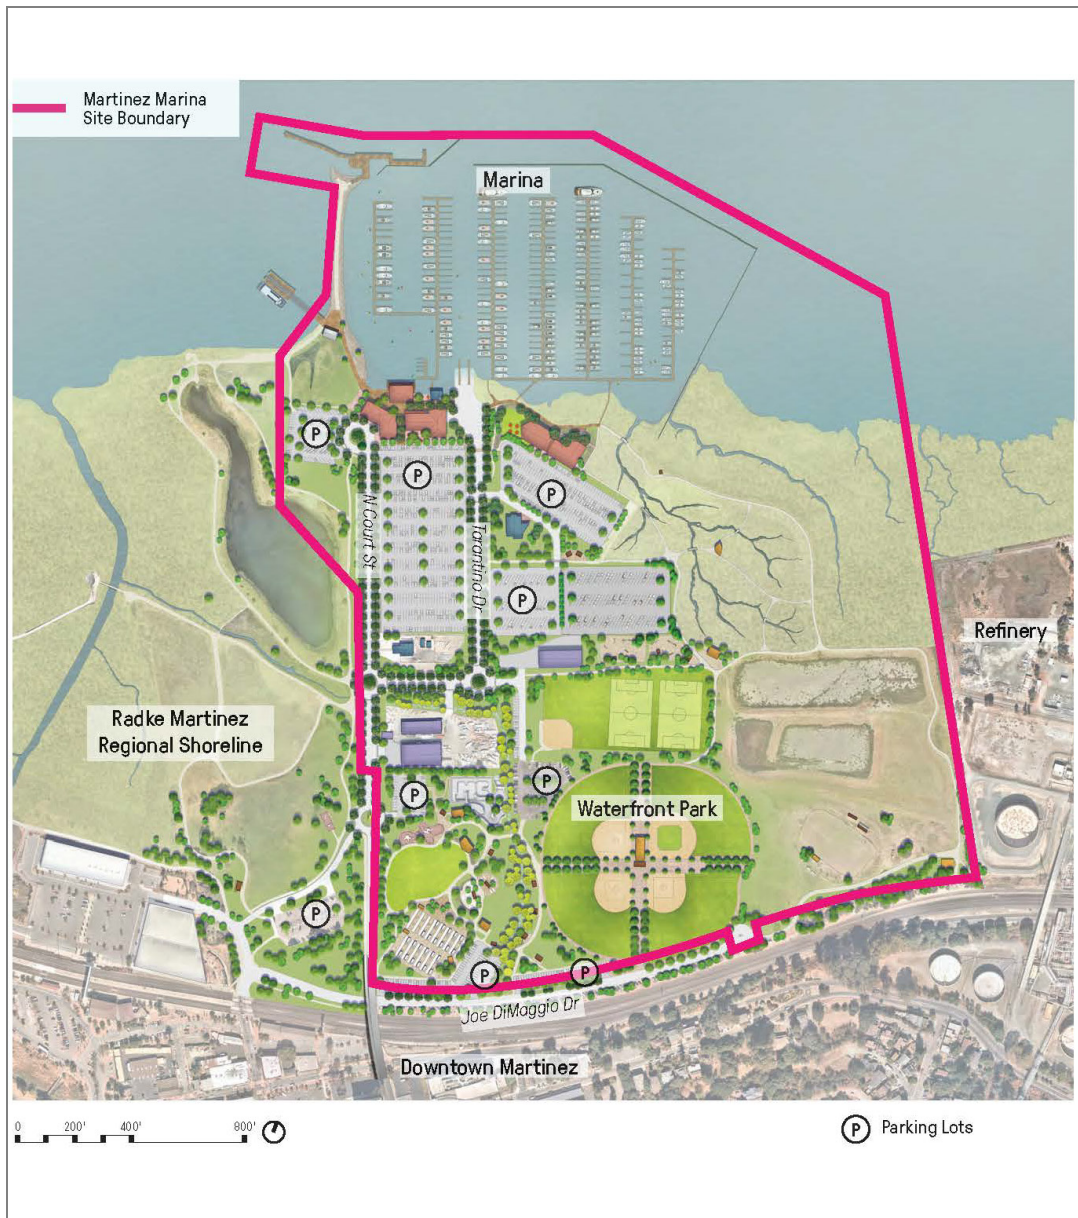 Martinez Marina
Site Boundary
Marina
P
P
P
N Court St
Tarantino Dr
P
Refinery
Radke Martinez
Regional Shoreline
P
P
MC
Waterfront Park
P
P
P
Joe DiMaggio Dr
Downtown Martinez
0
200'
400'
800'
P
Parking Lots